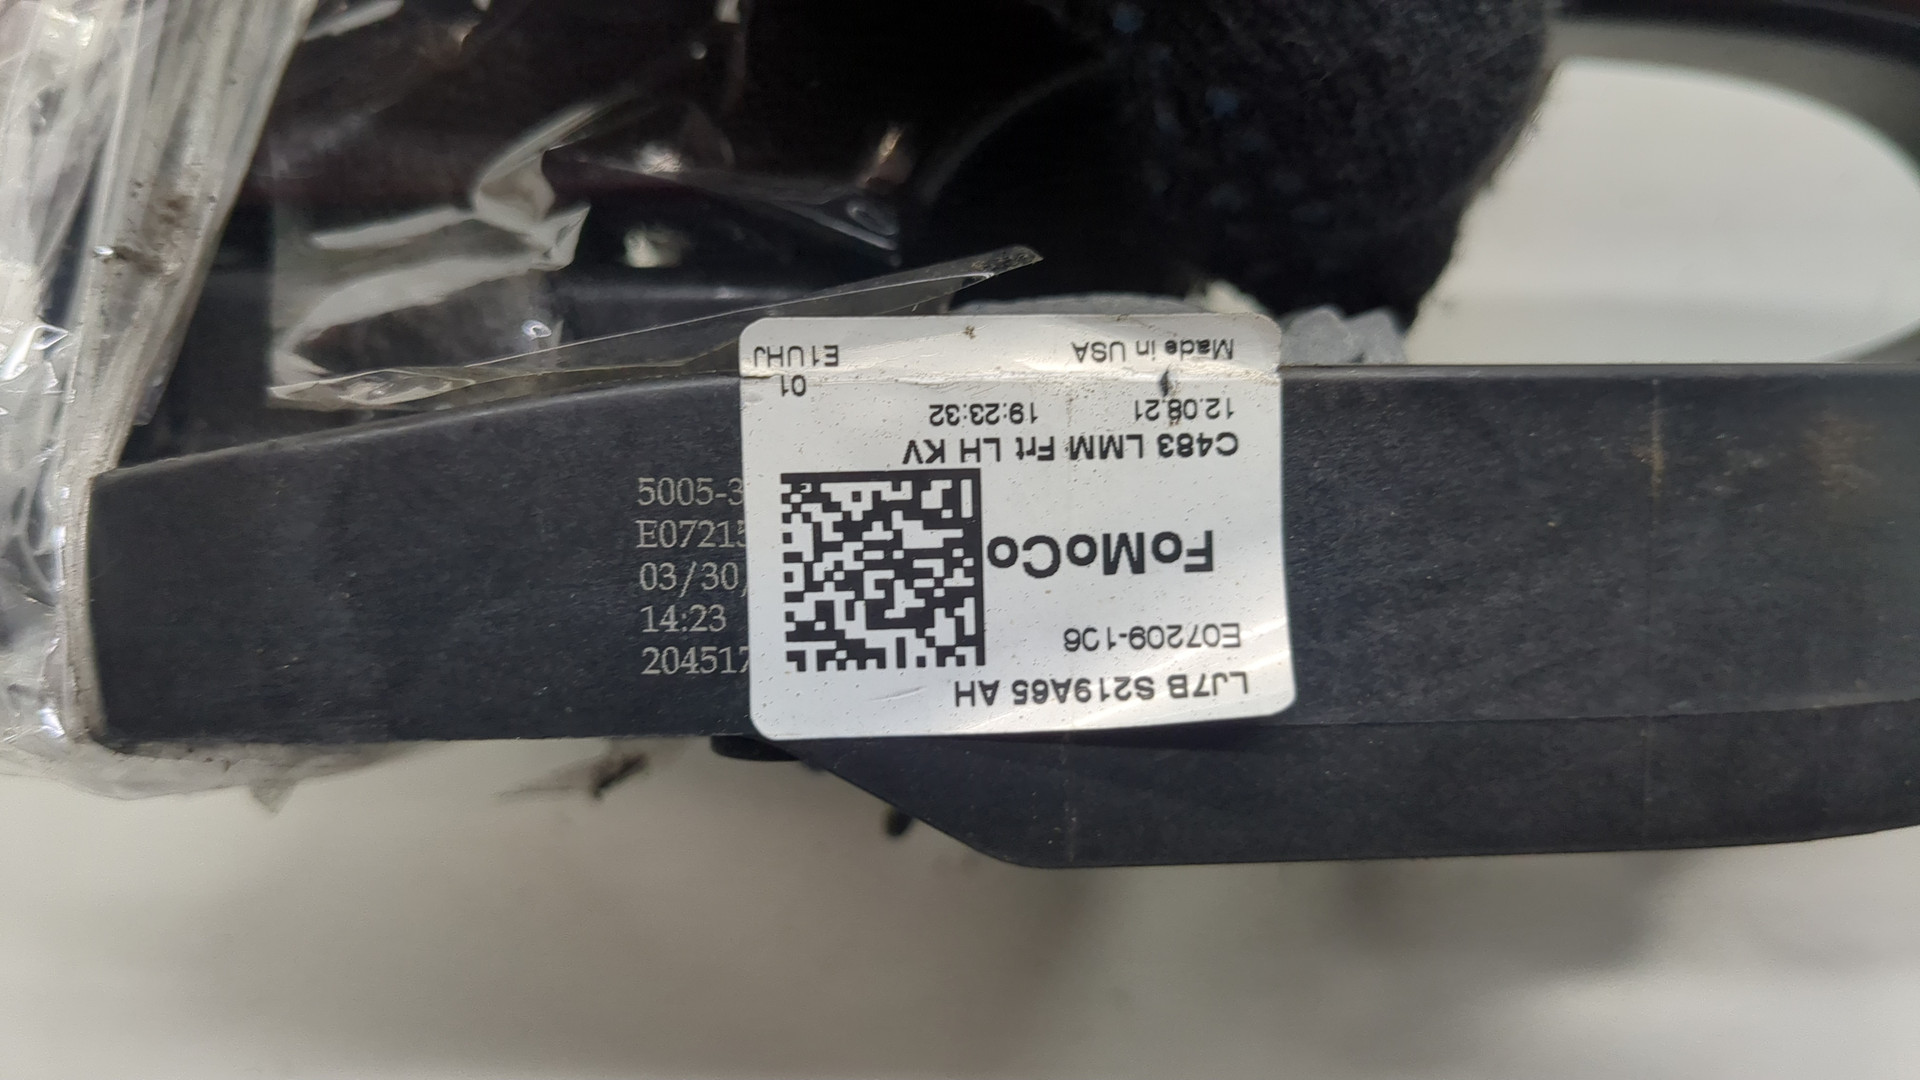 LJ7B S219A65 AH
E07209-106
FoMoCo
C483 LMM Frt LH KV
12.08.21 19:23:32
01
Made in USA E1UHJ
5005-3
E0721
03/30/
14:23
204517